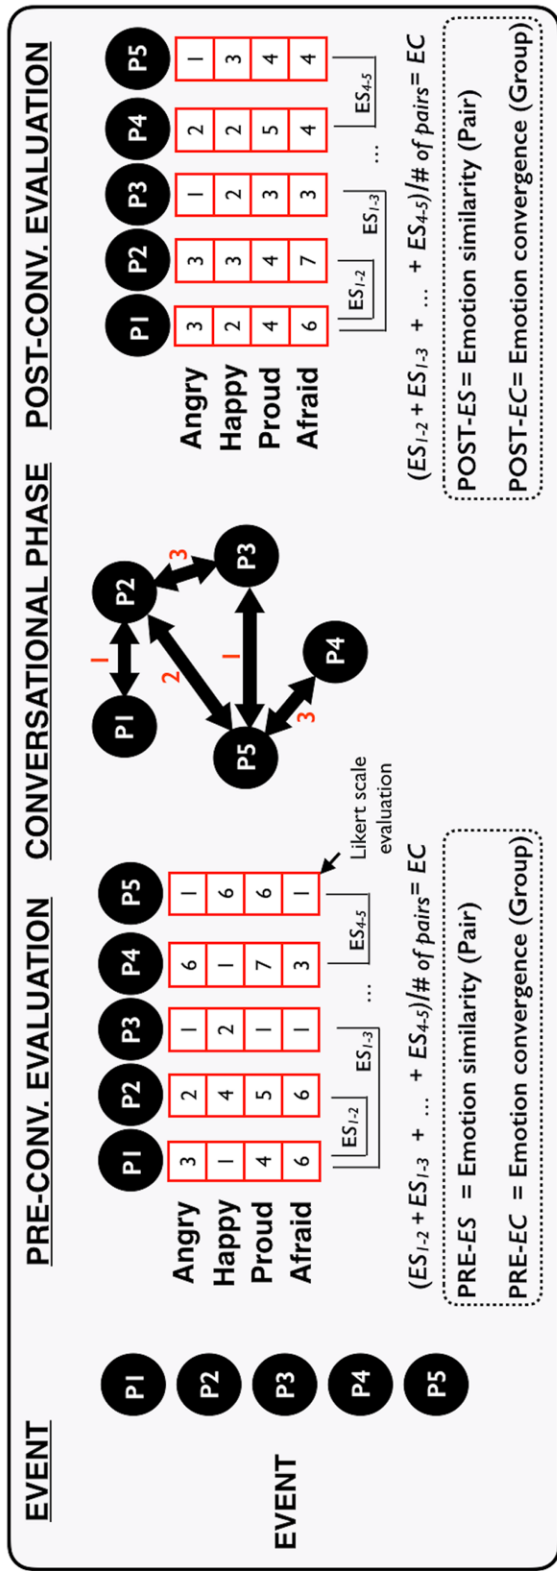 EVENT
EVENT
P1
P2
P3
P4
P5
PRE-CONV. EVALUATION
P1 P2 P3 P4 P5
Angry 3 2 1 6 1
Happy 1 4 2 1 6
Proud 4 5 1 7 6
Afraid 6 6 1 3 1
ES1-2
ES1-3
...
ES4-5
Likert scale
evaluation
(ES1-2 + ES1-3 + ... + ES4-5)/# of pairs= EC
PRE-ES = Emotion similarity (Pair)
PRE-EC = Emotion convergence (Group)
CONVERSATIONAL PHASE
P1 1 P2
3
P3
2
1
P5
3
P4
POST-CONV. EVALUATION
P1 P2 P3 P4 P5
Angry 3 3 1 2 1
Happy 2 3 2 2 3
Proud 4 4 3 5 4
Afraid 6 7 3 4 4
ES1-2
ES1-3
...
ES4-5
(ES1-2 + ES1-3 + ... + ES4-5)/# of pairs= EC
POST-ES= Emotion similarity (Pair)
POST-EC= Emotion convergence (Group)